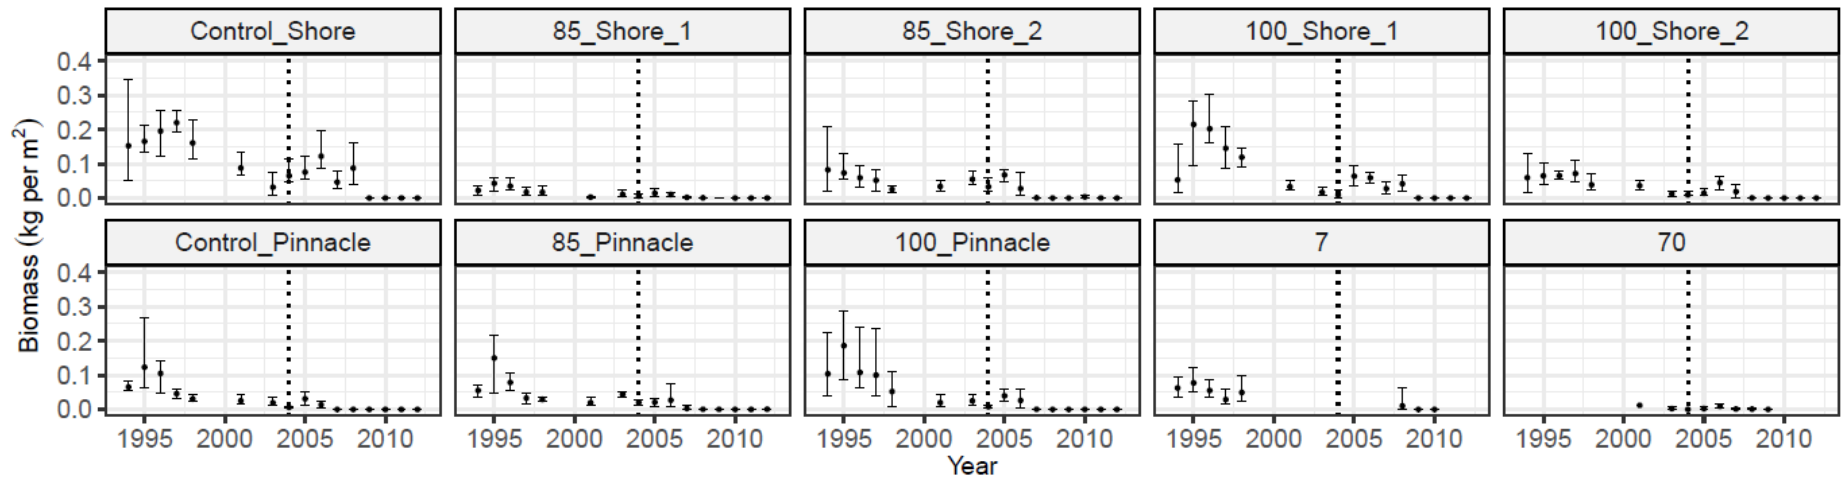 Control_Shore 85_Shore_1 85_Shore_2 100_Shore_1 100_Shore_2
0.4
0.3
0.2
0.1
0.0
Biomass (kg per m²)
Control_Pinnacle 85_Pinnacle 100_Pinnacle 7 70
0.4
0.3
0.2
0.1
0.0
1995 2000 2005 2010 1995 2000 2005 2010 1995 2000 2005 2010 1995 2000 2005 2010 1995 2000 2005 2010
Year